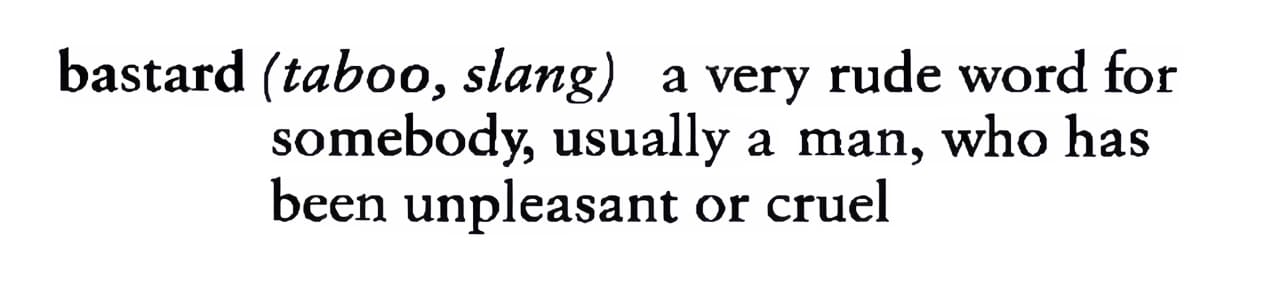 bastard (taboo, slang) a very rude word for
somebody, usually a man, who has
been unpleasant or cruel